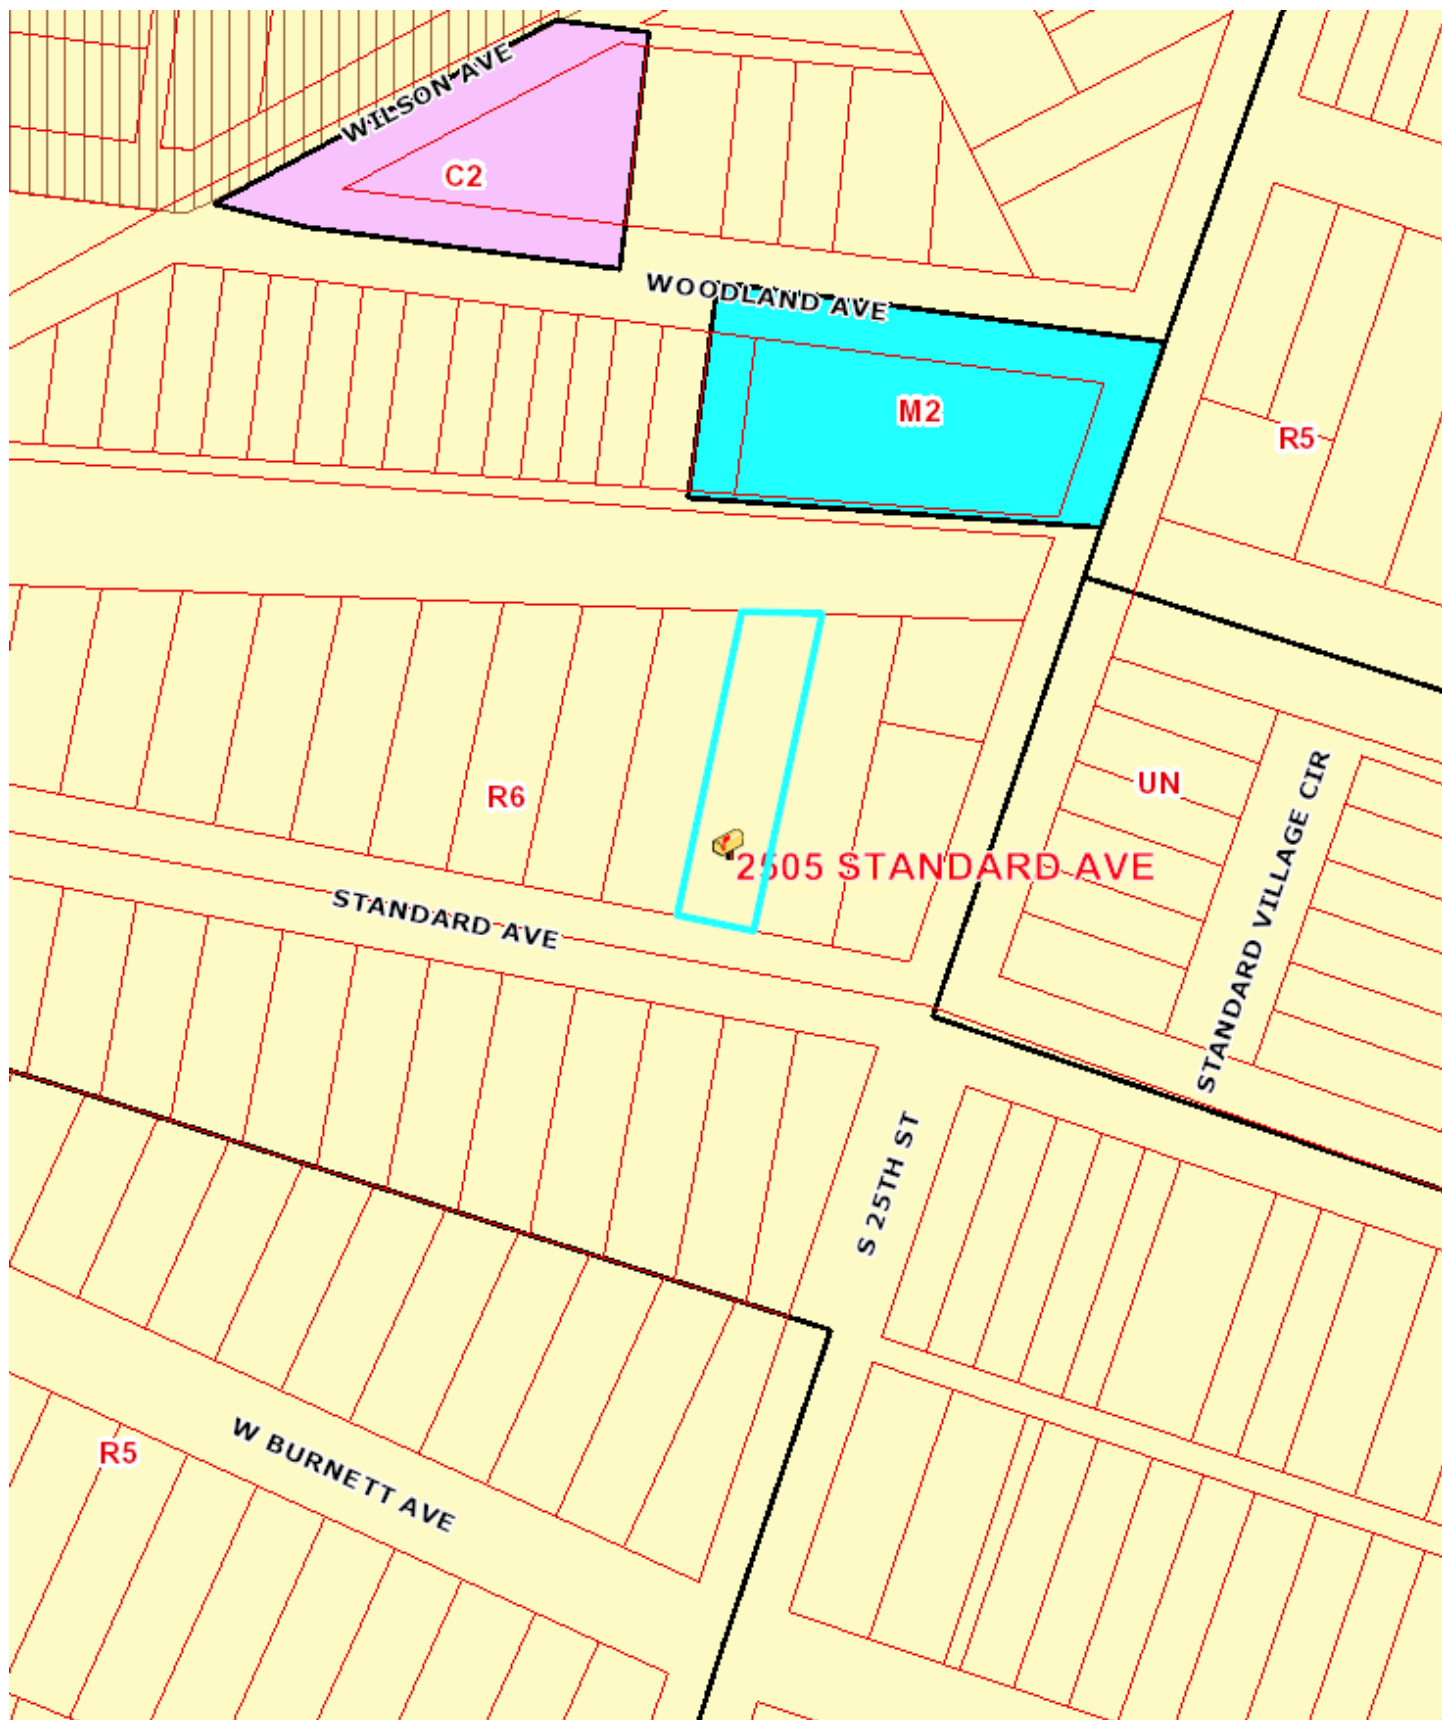 WILSON AVE
C2
WOODLAND AVE
M2
R5
R6
UN
2505 STANDARD AVE
STANDARD AVE
STANDARD VILLAGE CIR
S 25TH ST
R5
W BURNETT AVE